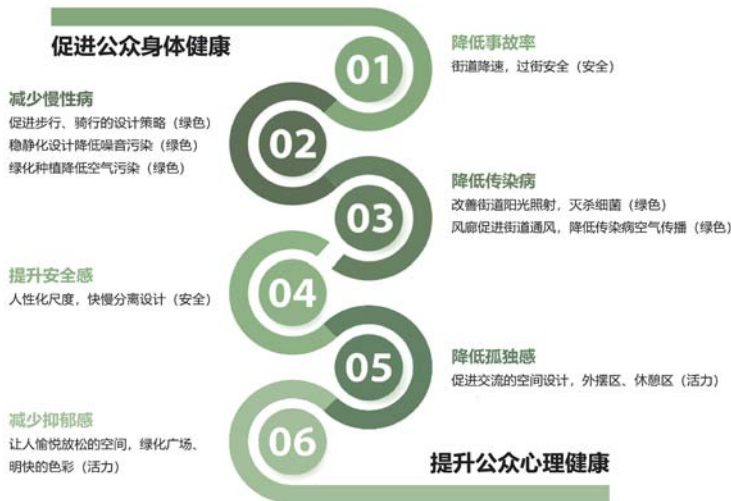 促进公众身体健康
01
降低事故率
街道降速，过街安全（安全）
减少慢性病
促进步行、骑行的设计策略（绿色）
稳静化设计降低噪音污染（绿色）
绿化种植降低空气污染（绿色）
02
03
降低传染病
改善街道阳光照射，灭杀细菌（绿色）
风廊促进街道通风，降低传染病空气传播（绿色）
提升安全感
人性化尺度，快慢分离设计（安全）
04
05
降低孤独感
促进交流的空间设计，外摆区、休憩区（活力）
减少抑郁感
让人愉悦放松的空间，绿化广场、
明快的色彩（活力）
06
提升公众心理健康